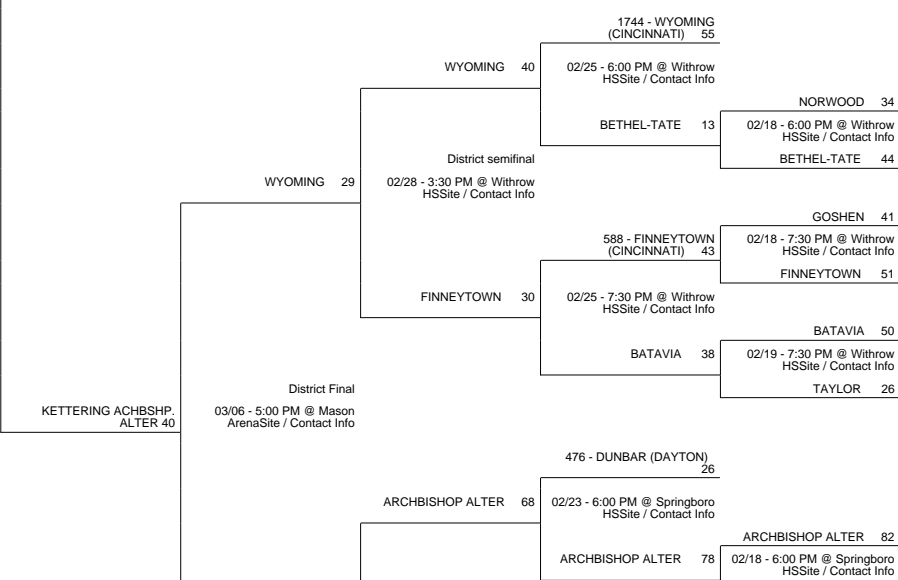 1744 - WYOMING
(CINCINNATI) 55
WYOMING 40
02/25 - 6:00 PM @ Withrow
HSSite / Contact Info
NORWOOD 34
BETHEL-TATE 13
02/18 - 6:00 PM @ Withrow
HSSite / Contact Info
BETHEL-TATE 44
District semifinal
WYOMING 29
02/28 - 3:30 PM @ Withrow
HSSite / Contact Info
GOSHEN 41
588 - FINNEYTOWN
(CINCINNATI) 43
02/18 - 7:30 PM @ Withrow
HSSite / Contact Info
FINNEYTOWN 51
FINNEYTOWN 30
02/25 - 7:30 PM @ Withrow
HSSite / Contact Info
BATAVIA 50
BATAVIA 38
02/19 - 7:30 PM @ Withrow
HSSite / Contact Info
TAYLOR 26
District Final
KETTERING ACHBSHP.
ALTER 40
03/06 - 5:00 PM @ Mason
ArenaSite / Contact Info
476 - DUNBAR (DAYTON)
26
ARCHBISHOP ALTER 68
02/23 - 6:00 PM @ Springboro
HSSite / Contact Info
ARCHBISHOP ALTER 82
ARCHBISHOP ALTER 78
02/18 - 6:00 PM @ Springboro
HSSite / Contact Info